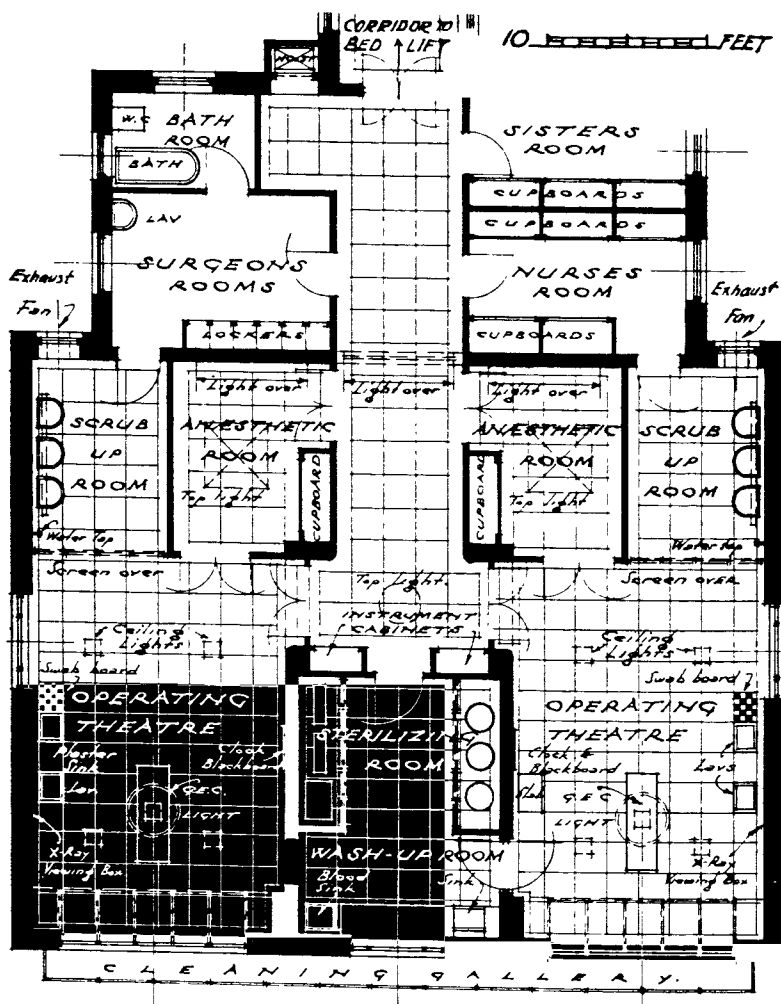 CORRIDOR TO
BED LIFT
10 FEET
HOIST
W.C
BATH
ROOM
BATH
SISTERS
ROOM
CUPBOARDS
CUPBOARDS
LAV
SURGEONS
ROOMS
NURSES
ROOM
Exhaust
Fan
Exhaust
Fan
LOCKERS
CUPBOARDS
Light over
Light over
Light over
SCRUB
UP
ROOM
ANESTHETIC
ROOM
Top light
CUPBOARD
CUPBOARD
ANESTHETIC
ROOM
Top light
SCRUB
UP
ROOM
Water Tap
Water tap
Screen over
Top Light.
Screen over
INSTRUMENT
CABINETS
Ceiling
Lights
Ceiling
Lights
Swab board
Swab board
OPERATING
THEATRE
STERILIZING
ROOM
OPERATING
THEATRE
Plaster
Sink
Clock
Blackboard
Clock &
Blackboard
Lav
G.E.C.
LIGHT
Slab
G.E.C
LIGHT
Lavs
X-Ray
Viewing Box
WASH-UP ROOM
Blood
Sink
Sink
X-Ray
Viewing Box
CLEANING GALLERY.